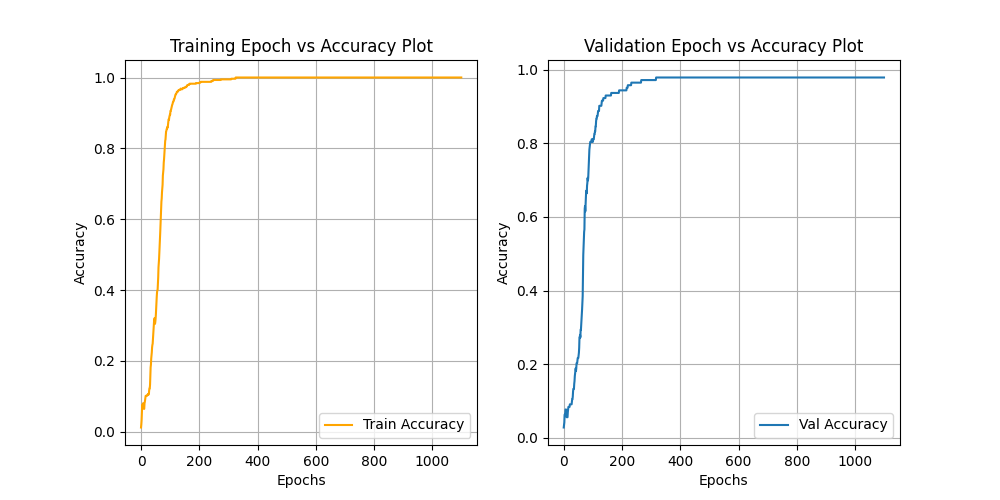 Training Epoch vs Accuracy Plot
Accuracy
1.0
0.8
0.6
0.4
0.2
0.0
0 200 400 600 800 1000
Epochs
Train Accuracy
Validation Epoch vs Accuracy Plot
Accuracy
1.0
0.8
0.6
0.4
0.2
0.0
0 200 400 600 800 1000
Epochs
Val Accuracy